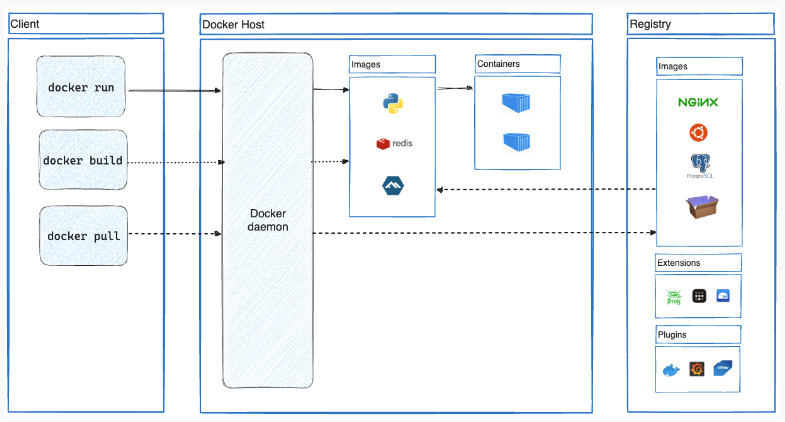 Client
docker run
docker build
docker pull
Docker Host
Docker
daemon
Images
redis
Containers
Registry
Images
NGINX
PostgreSQL
Extensions
JFrog
Plugins